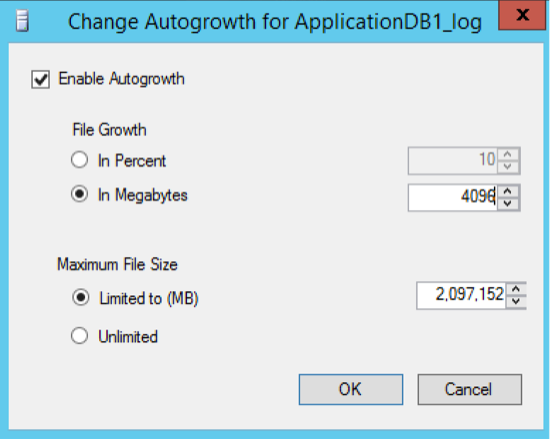 Change Autogrowth for ApplicationDB1_log
x
Enable Autogrowth
File Growth
In Percent 10
In Megabytes 4096
Maximum File Size
Limited to (MB) 2,097,152
Unlimited
OK Cancel